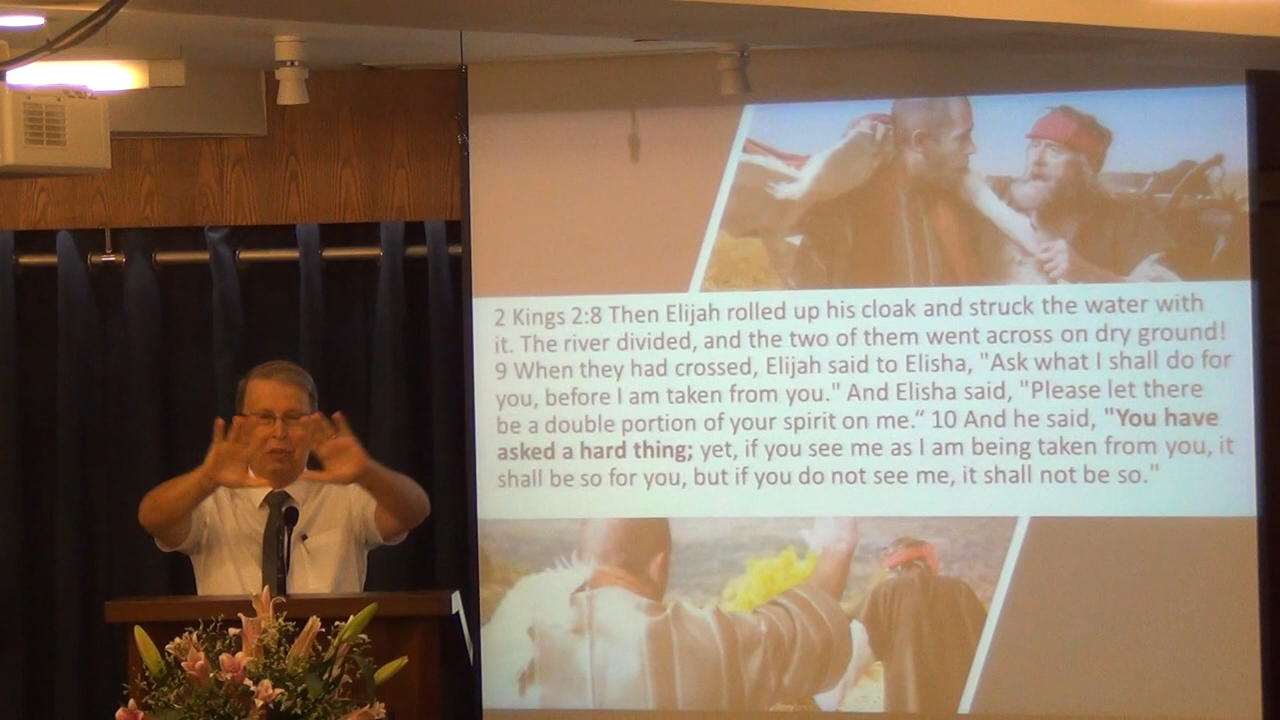 2 Kings 2:8 Then Elijah rolled up his cloak and struck the water with
it. The river divided, and the two of them went across on dry ground!
9 When they had crossed, Elijah said to Elisha, "Ask what I shall do for
you, before I am taken from you." And Elisha said, "Please let there
be a double portion of your spirit on me.“ 10 And he said, "You have
asked a hard thing; yet, if you see me as I am being taken from you, it
shall be so for you, but if you do not see me, it shall not be so."